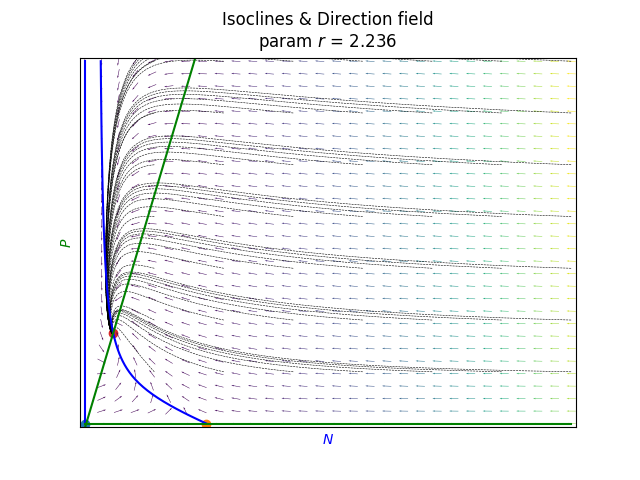 Isoclines & Direction field
param r = 2.236
P
N